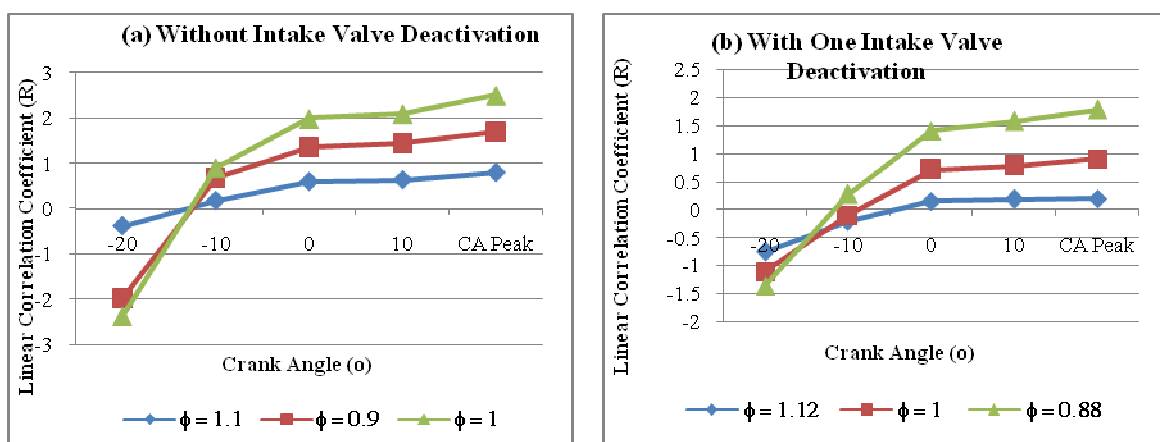 (a) Without Intake Valve Deactivation
Linear Correlation Coefficient (R)
3
2
1
0
-1
-2
-3
-20
-10
0
10
CA Peak
Crank Angle (o)
ϕ = 1.1
ϕ = 0.9
ϕ = 1
(b) With One Intake Valve
Deactivation
Linear Correlation Coefficient (R)
2.5
2
1.5
1
0.5
0
-0.5
-1
-1.5
-2
-20
-10
0
10
CA Peak
Crank Angle (o)
ϕ = 1.12
ϕ = 1
ϕ = 0.88